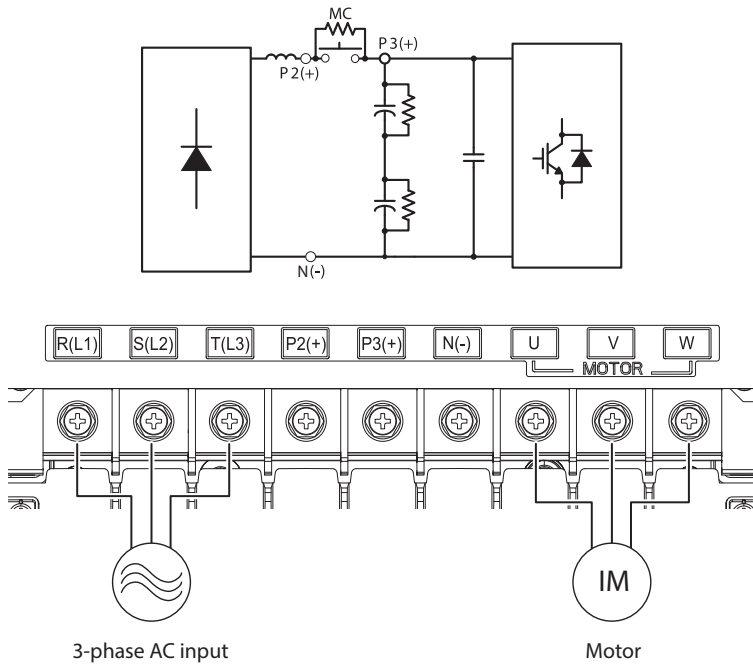 MC
P2(+)
P3(+)
N(-)
R(L1) S(L2) T(L3) P2(+) P3(+) N(-) U V W
MOTOR
IM
3-phase AC input Motor